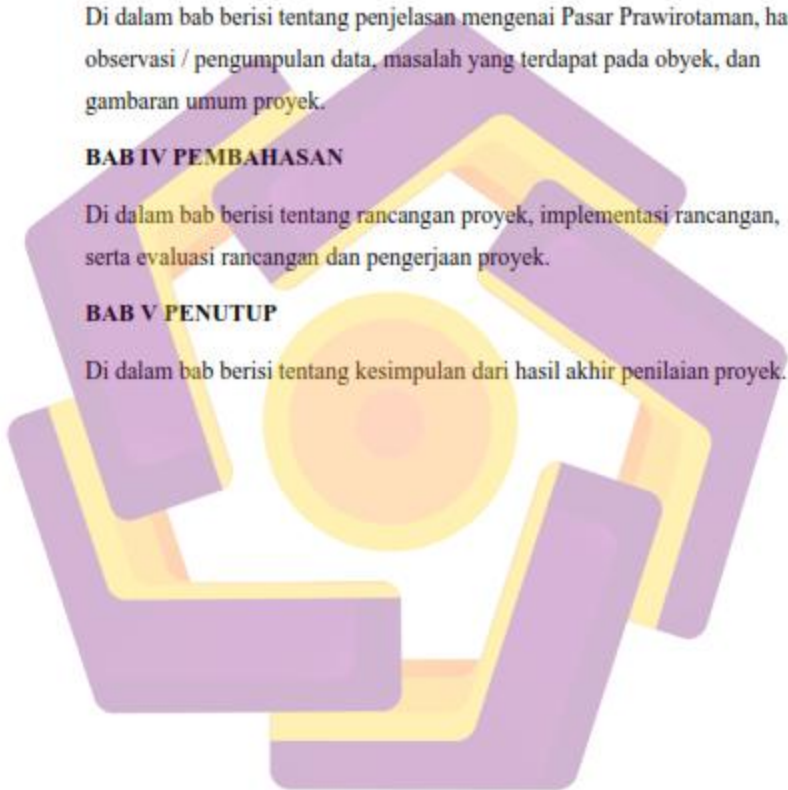 Di dalam bab berisi tentang penjelasan mengenai Pasar Prawirotaman,
observasi / pengumpulan data, masalah yang terdapat pada obyek, dan
gambaran umum proyek.
BAB IV PEMBAHASAN
Di dalam bab berisi tentang rancangan proyek, implementasi rancangan,
serta evaluasi rancangan dan pengerjaan proyek.
BAB V PENUTUP
Di dalam bab berisi tentang kesimpulan dari hasil akhir penilaian proyek.